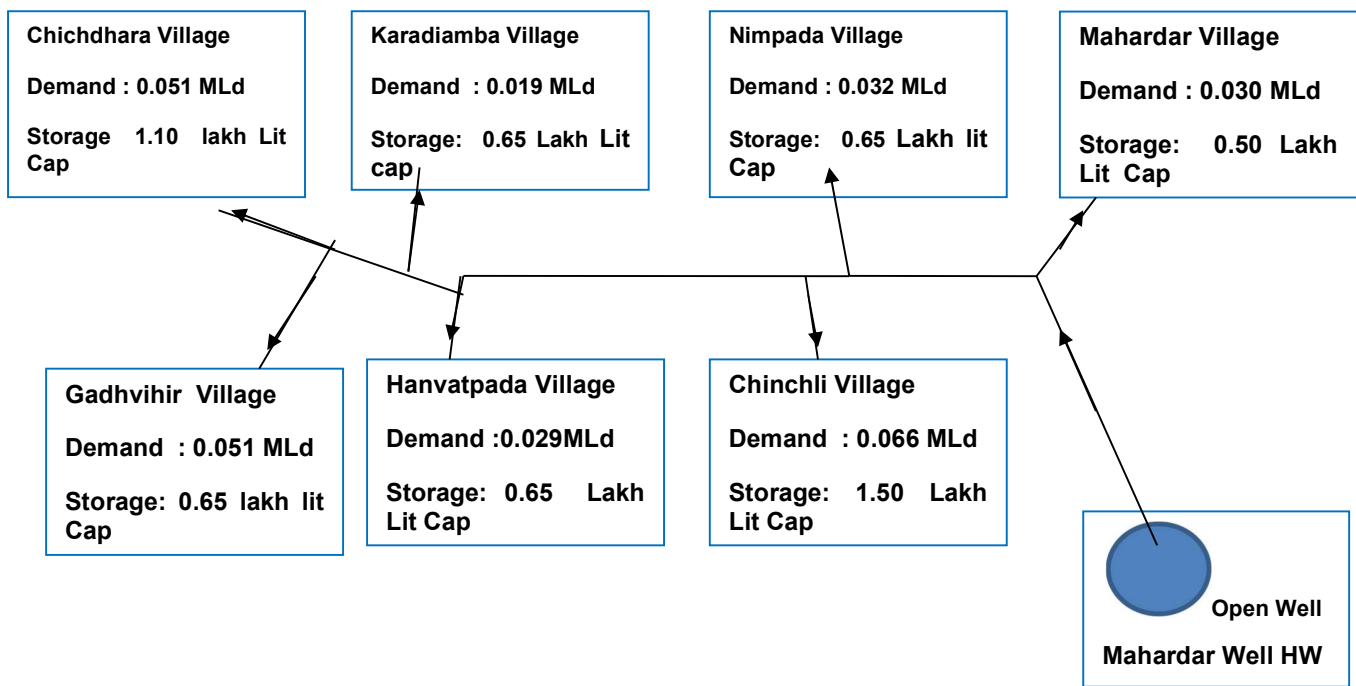 Chichdhara Village
Demand : 0.051 MLd
Storage 1.10 lakh Lit
Cap
Karadiamba Village
Demand : 0.019 MLd
Storage: 0.65 Lakh Lit
cap
Nimpada Village
Demand : 0.032 MLd
Storage: 0.65 Lakh lit
Cap
Mahardar Village
Demand : 0.030 MLd
Storage: 0.50 Lakh
Lit Cap
Gadhvihir Village
Demand : 0.051 MLd
Storage: 0.65 lakh lit
Cap
Hanvatpada Village
Demand :0.029MLd
Storage: 0.65 Lakh
Lit Cap
Chinchli Village
Demand : 0.066 MLd
Storage: 1.50 Lakh
Lit Cap
Open Well
Mahardar Well HW